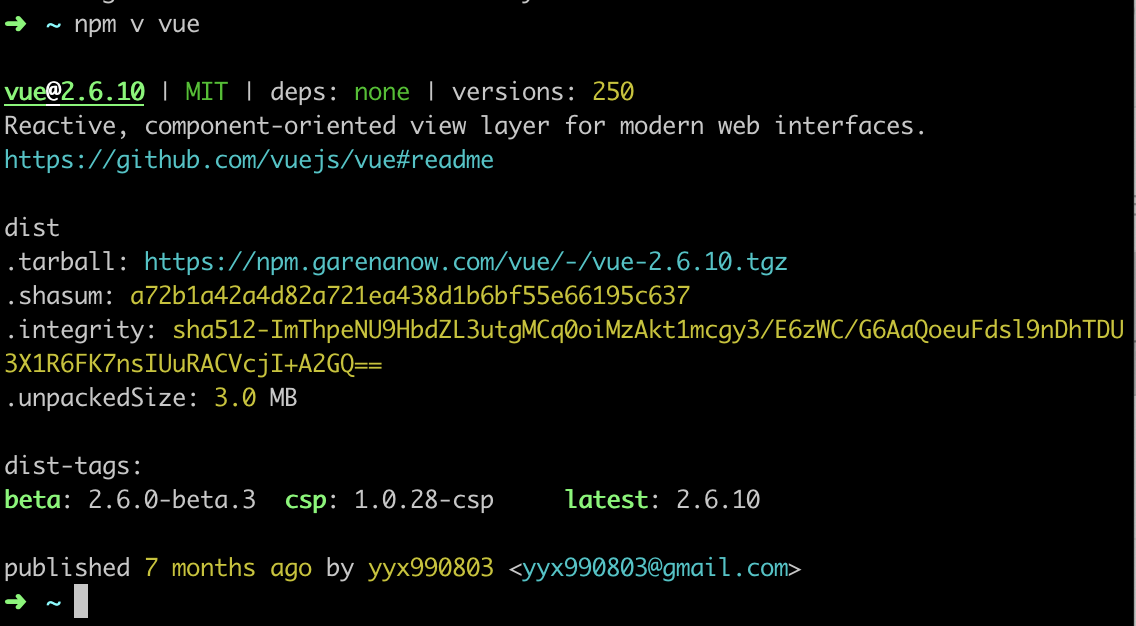 ➜ ~ npm v vue
vue@2.6.10 | MIT | deps: none | versions: 250
Reactive, component-oriented view layer for modern web interfaces.
https://github.com/vuejs/vue#readme
dist
.tarball: https://npm.garenanow.com/vue/-/vue-2.6.10.tgz
.shasum: a72b1a42a4d82a721ea438d1b6bf55e66195c637
.integrity: sha512-ImThpeNU9HbdZL3utgMCq0oiMzAkt1mcgy3/E6zWC/G6AaQoeuFdsl9nDhTDU
3X1R6FK7nsIUuRACVcjI+A2GQ==
.unpackedSize: 3.0 MB
dist-tags:
beta: 2.6.0-beta.3 csp: 1.0.28-csp latest: 2.6.10
published 7 months ago by yyx990803 <yyx990803@gmail.com>
➜ ~